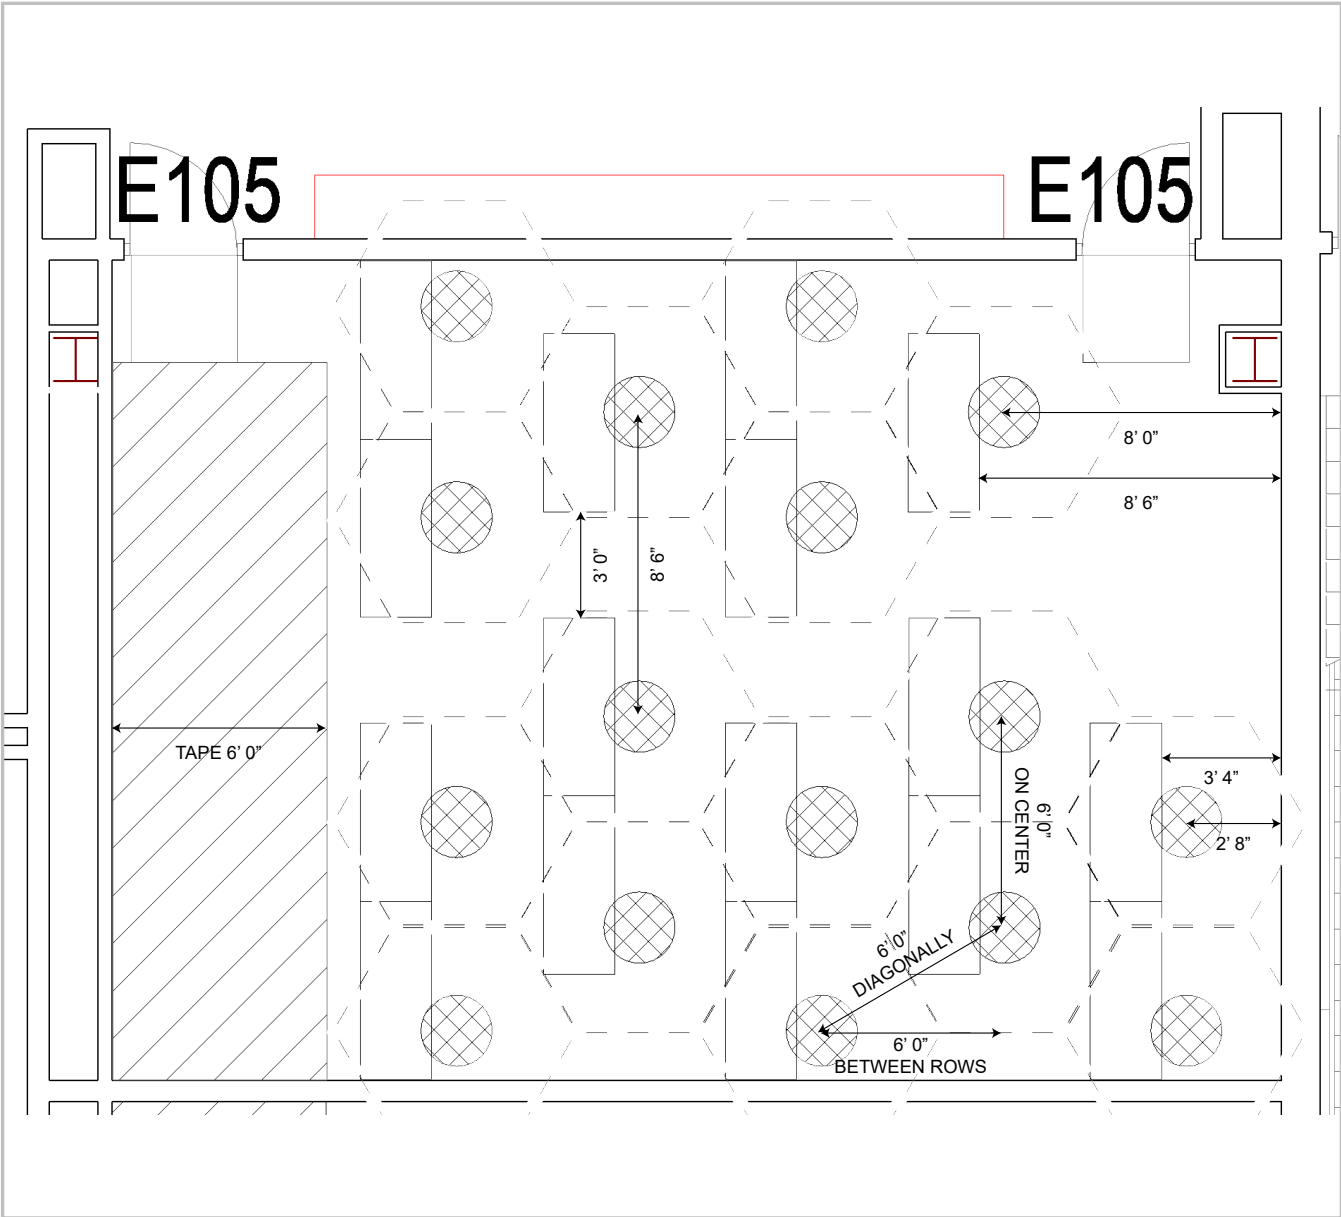 E105
E105
8’ 0”
8’ 6”
3’ 0”
8’ 6”
TAPE 6’ 0”
3’ 4”
2’ 8”
6’ 0”
ON CENTER
6’ 0”
DIAGONALLY
6’ 0”
BETWEEN ROWS